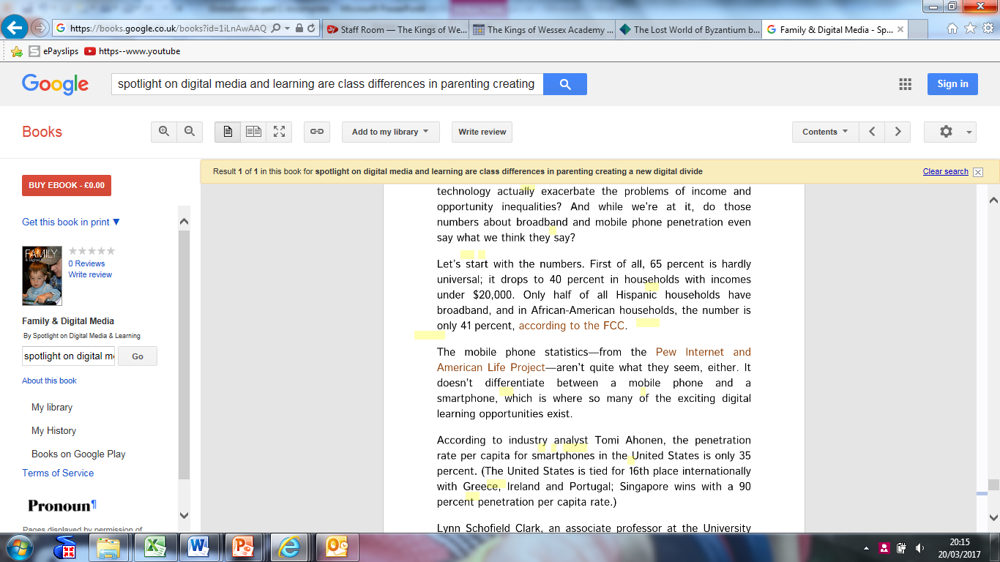 https://books.google.co.uk/books?id=1iLnAwAAQ
Staff Room — The Kings of We...
The Kings of Wessex Academy ...
The Lost World of Byzantium b...
Family & Digital Media - Sp...
ePayslips
https--www.youtube
Google
spotlight on digital media and learning are class differences in parenting creating
Sign in
Books
Add to my library
Write review
Contents
BUY EBOOK - £0.00
Result 1 of 1 in this book for spotlight on digital media and learning are class differences in parenting creating a new digital divide
Clear search
Get this book in print ▼
FAMILY
0 Reviews
Write review
Family & Digital Media
By Spotlight on Digital Media & Learning
spotlight on digital m
Go
About this book
My library
My History
Books on Google Play
Terms of Service
Pronoun¶
Pages displayed by permission of
technology actually exacerbate the problems of income and
opportunity inequalities? And while we're at it, do those
numbers about broadband and mobile phone penetration even
say what we think they say?
Let's start with the numbers. First of all, 65 percent is hardly
universal; it drops to 40 percent in households with incomes
under $20,000. Only half of all Hispanic households have
broadband, and in African-American households, the number is
only 41 percent, according to the FCC.
The mobile phone statistics—from the Pew Internet and
American Life Project—aren't quite what they seem, either. It
doesn't differentiate between a mobile phone and a
smartphone, which is where so many of the exciting digital
learning opportunities exist.
According to industry analyst Tomi Ahonen, the penetration
rate per capita for smartphones in the United States is only 35
percent. (The United States is tied for 16th place internationally
with Greece, Ireland and Portugal; Singapore wins with a 90
percent penetration per capita rate.)
Lynn Schofield Clark, an associate professor at the University
20:15
20/03/2017